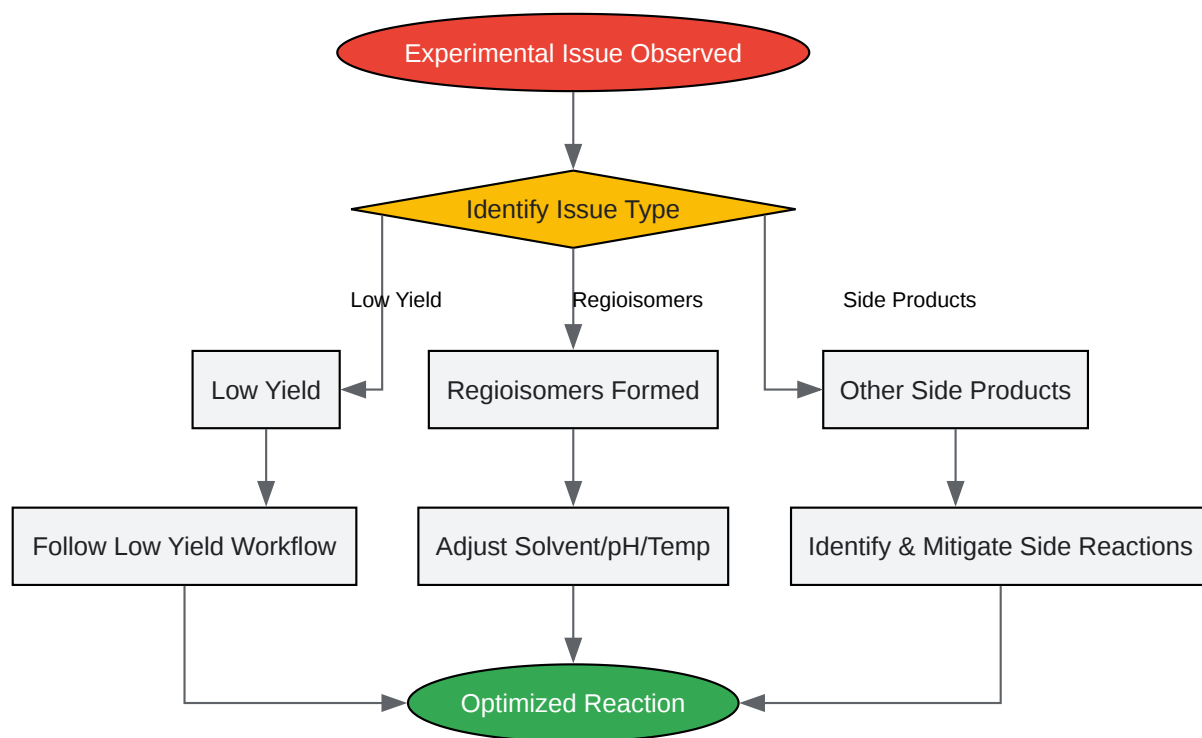 Experimental Issue Observed
Identify Issue Type
Low Yield
Regioisomers
Side Products
Low Yield
Regioisomers Formed
Other Side Products
Follow Low Yield Workflow
Adjust Solvent/pH/Temp
Identify & Mitigate Side Reactions
Optimized Reaction